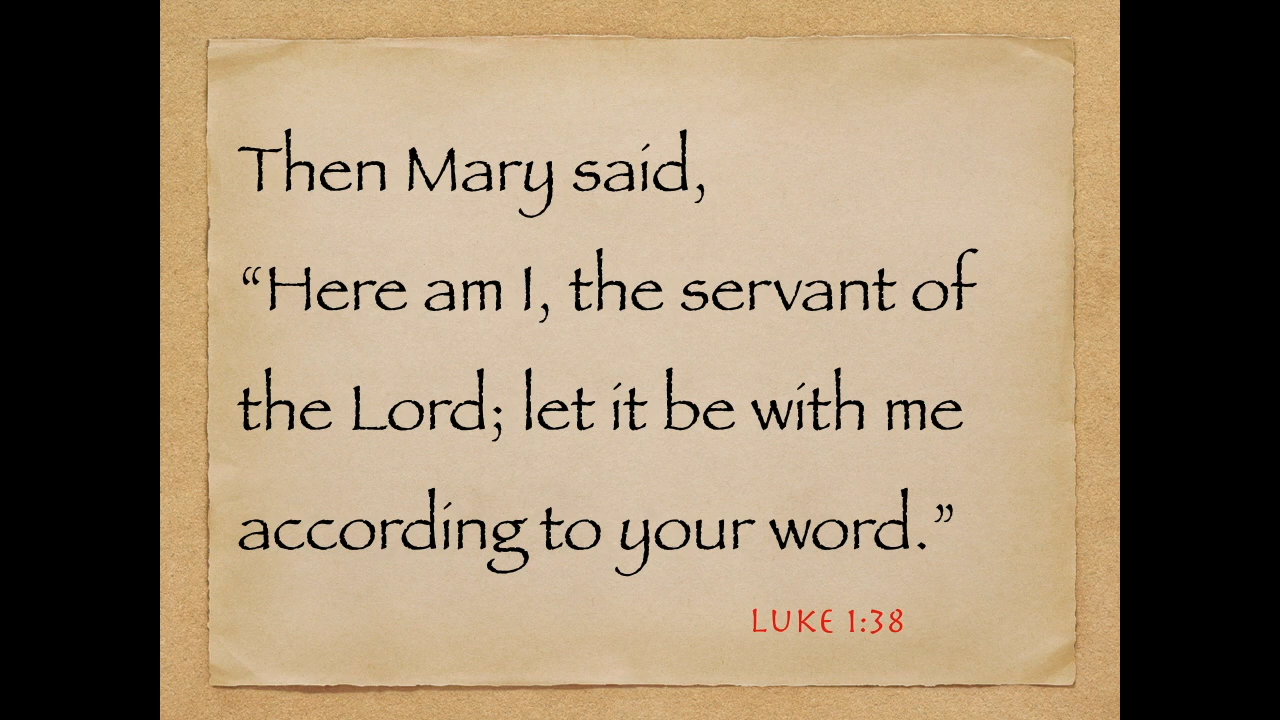 Then Mary said,
“Here am I, the servant of
the Lord; let it be with me
according to your word.”
LUKE 1:38